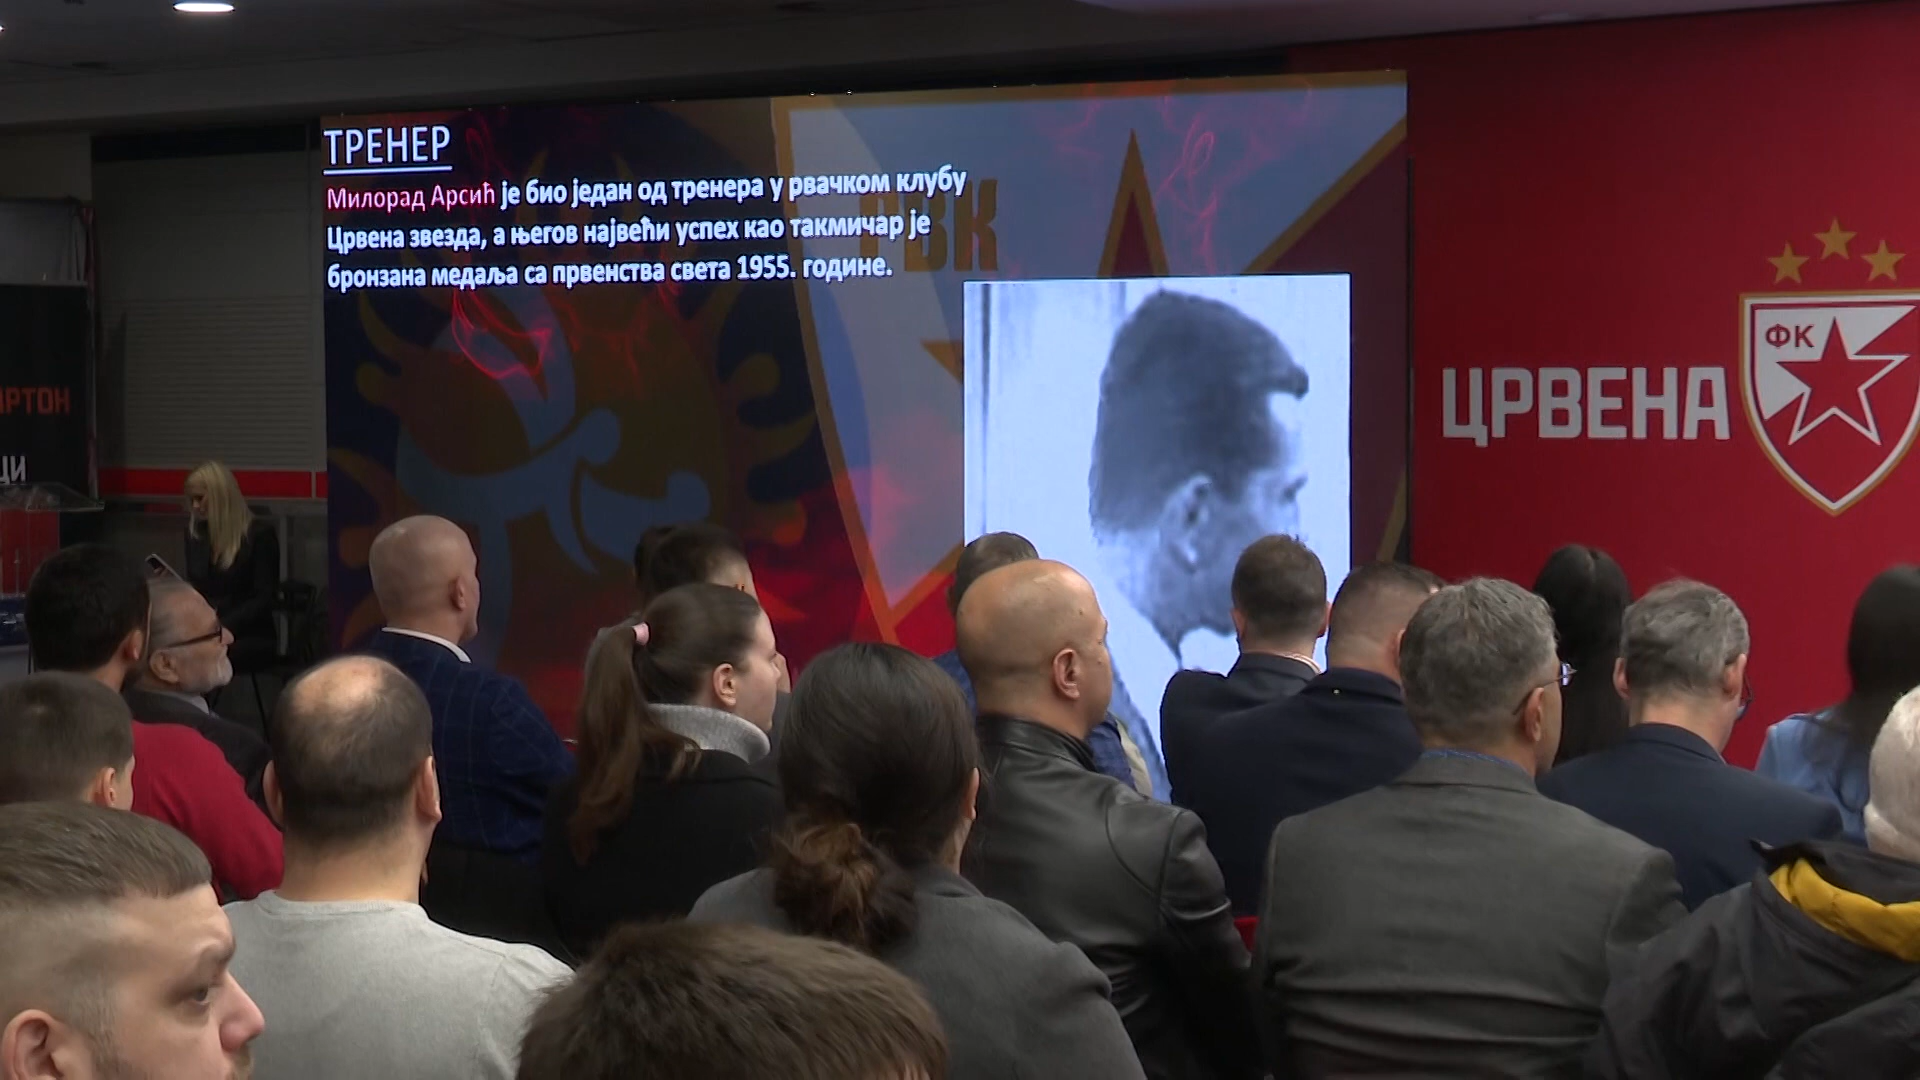 ТРЕНЕР
Милорад Арсић је био један од тренера у рвачком клубу
Црвена звезда, а његов највећи успех као такмичар је
бронзана медаља са првенства света 1955. године.
РВК
ФК
ЦРВЕНА